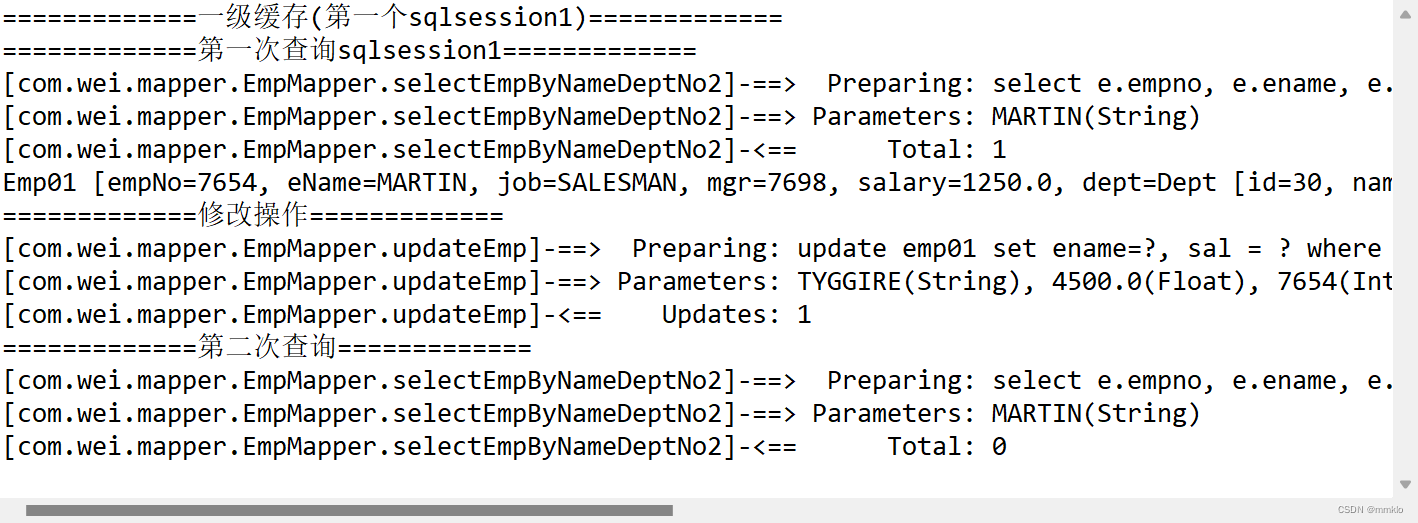 =============一级缓存(第一个sqlsession1)=============
=============第一次查询sqlsession1=============
[com.wei.mapper.EmpMapper.selectEmpByNameDeptNo2]-==>  Preparing: select e.empno, e.ename, e.
[com.wei.mapper.EmpMapper.selectEmpByNameDeptNo2]-==> Parameters: MARTIN(String)
[com.wei.mapper.EmpMapper.selectEmpByNameDeptNo2]-<==      Total: 1
Emp01 [empNo=7654, eName=MARTIN, job=SALESMAN, mgr=7698, salary=1250.0, dept=Dept [id=30, nam
=============修改操作=============
[com.wei.mapper.EmpMapper.updateEmp]-==>  Preparing: update emp01 set ename=?, sal = ? where
[com.wei.mapper.EmpMapper.updateEmp]-==> Parameters: TYGGIRE(String), 4500.0(Float), 7654(Int
[com.wei.mapper.EmpMapper.updateEmp]-<==    Updates: 1
=============第二次查询=============
[com.wei.mapper.EmpMapper.selectEmpByNameDeptNo2]-==>  Preparing: select e.empno, e.ename, e.
[com.wei.mapper.EmpMapper.selectEmpByNameDeptNo2]-==> Parameters: MARTIN(String)
[com.wei.mapper.EmpMapper.selectEmpByNameDeptNo2]-<==      Total: 0
CSDN @mmklo